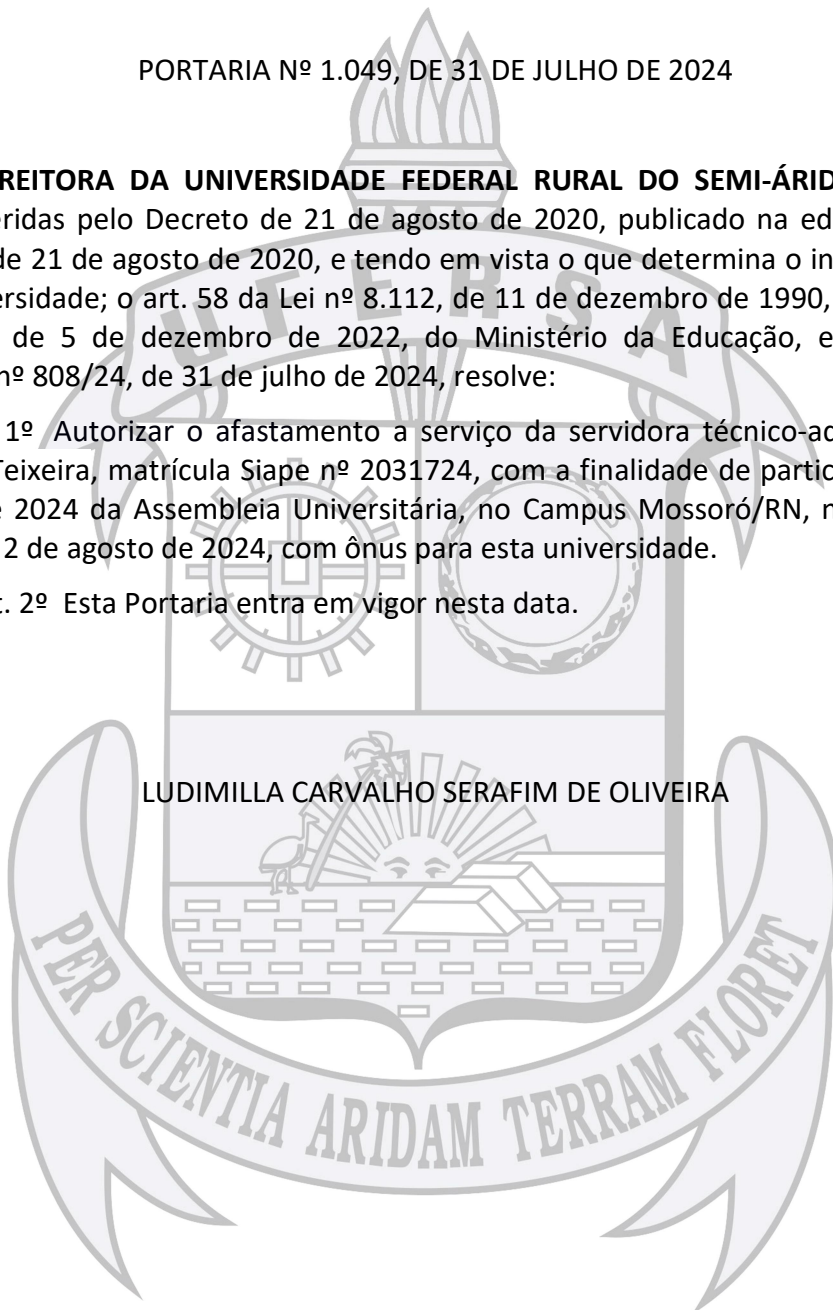 PORTARIA Nº 1.049, DE 31 DE JULHO DE 2024
REITORA DA UNIVERSIDADE FEDERAL RURAL DO SEMI-ÁRID
eridas pelo Decreto de 21 de agosto de 2020, publicado na ed
de 21 de agosto de 2020, e tendo em vista o que determina o in
ersidade; o art. 58 da Lei nº 8.112, de 11 de dezembro de 1990,
de 5 de dezembro de 2022, do Ministério da Educação, e
nº 808/24, de 31 de julho de 2024, resolve:
1º Autorizar o afastamento a serviço da servidora técnico-ad
Teixeira, matrícula Siape nº 2031724, com a finalidade de partic
e 2024 da Assembleia Universitária, no Campus Mossoró/RN, n
2 de agosto de 2024, com ônus para esta universidade.
t. 2º Esta Portaria entra em vigor nesta data.
LUDIMILLA CARVALHO SERAFIM DE OLIVEIRA
UFERSA
PER SCIENTIA ARIDAM TERRAM FLORET